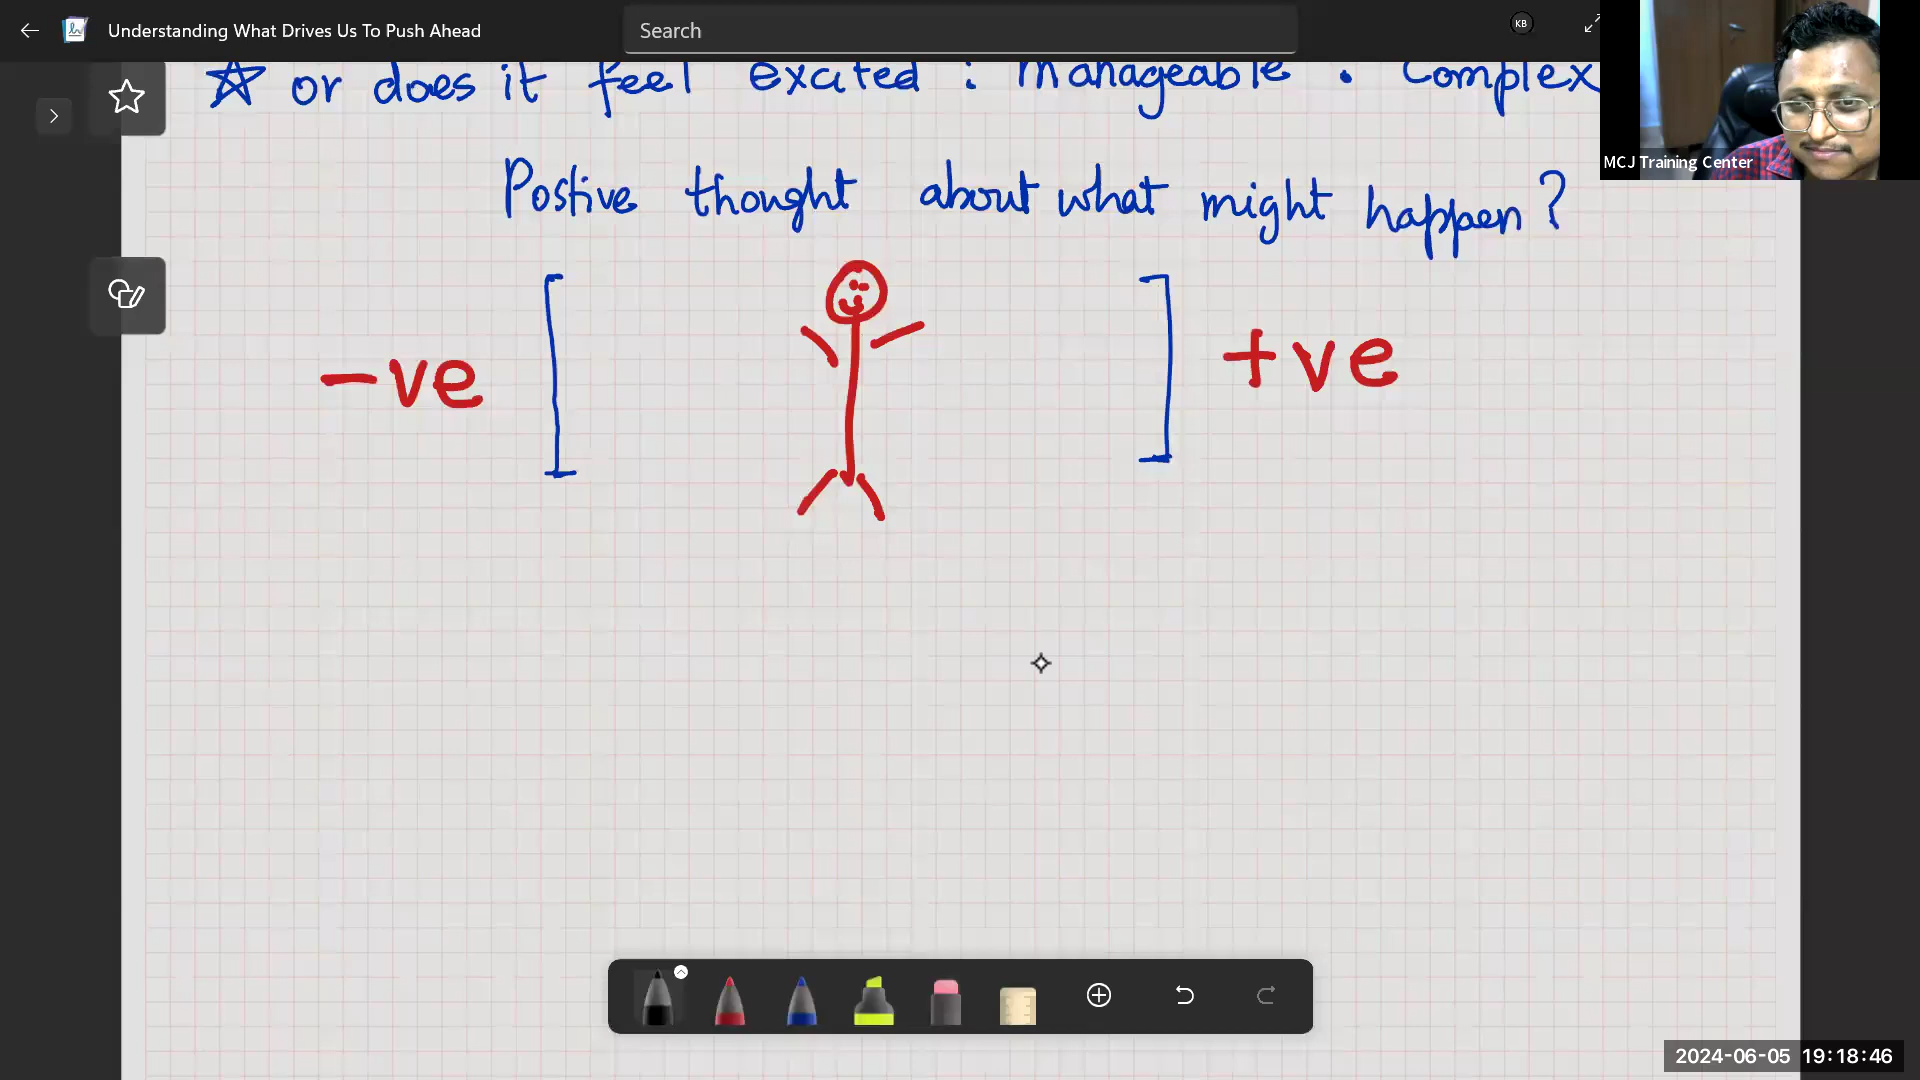 Understanding What Drives Us To Push Ahead
Search
KB
or does it feel excited : Manageable . Complex
MCJ Training Center
Postive thought about what might happen ?
-ve
+ve
2024-06-05 19:18:46